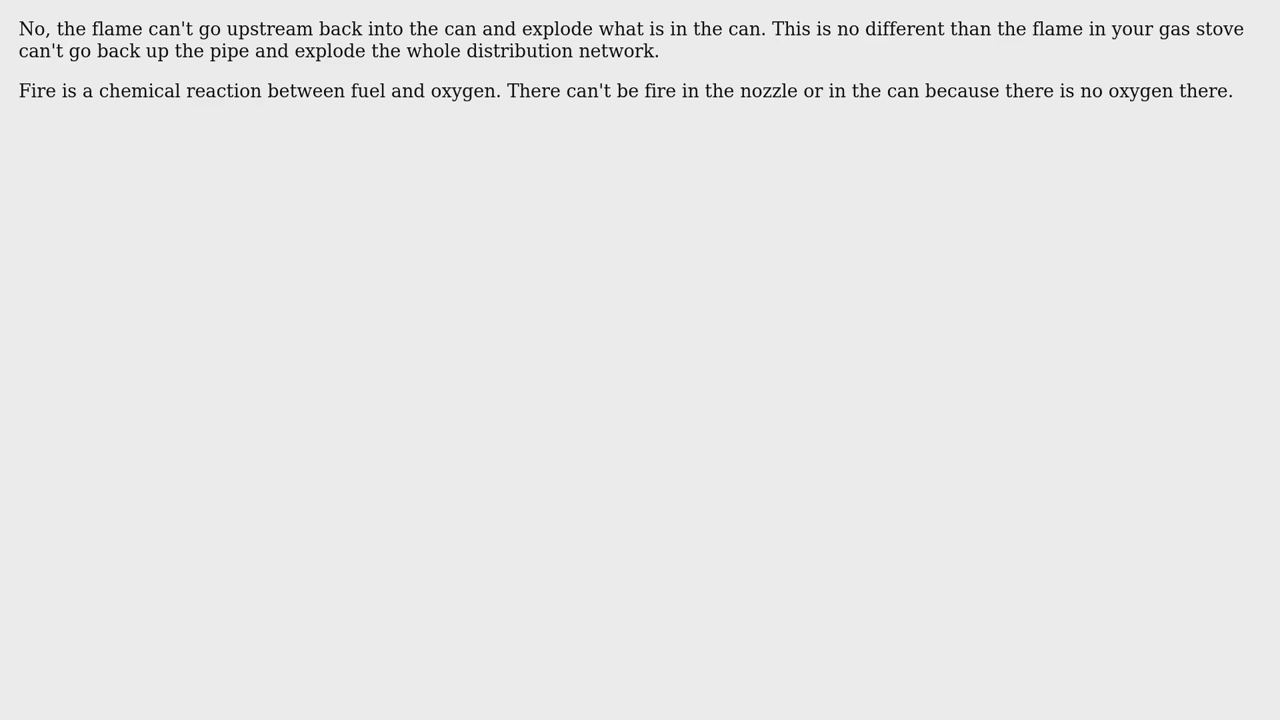 No, the flame can't go upstream back into the can and explode what is in the can. This is no different than the flame in your gas stove
can't go back up the pipe and explode the whole distribution network.
Fire is a chemical reaction between fuel and oxygen. There can't be fire in the nozzle or in the can because there is no oxygen there.